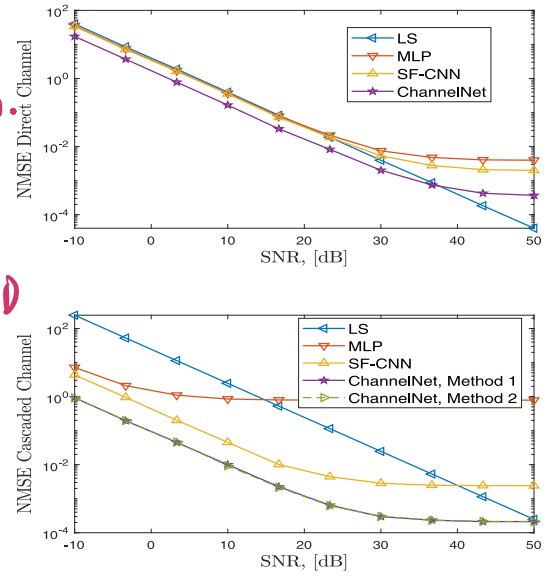 10^2
10^0
10^-2
10^-4
NMSE Direct Channel
LS
MLP
SF-CNN
ChannelNet
-10 0 10 20 30 40 50
SNR, [dB]
10^2
10^0
10^-2
10^-4
NMSE Cascaded Channel
LS
MLP
SF-CNN
ChannelNet, Method 1
ChannelNet, Method 2
-10 0 10 20 30 40 50
SNR, [dB]